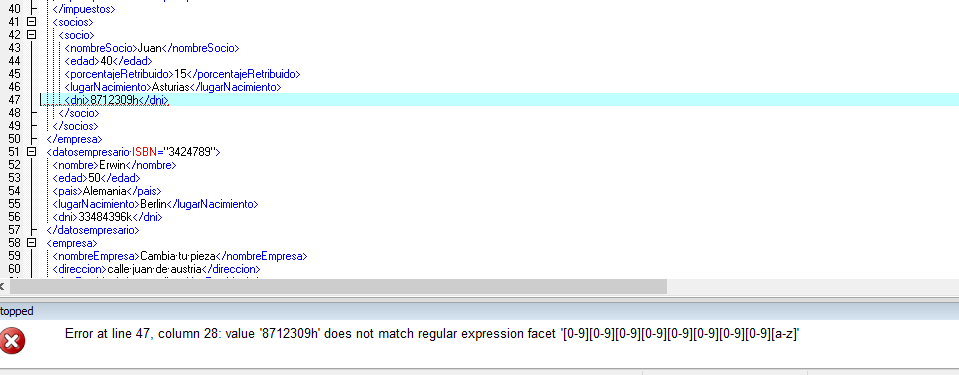 40 </impuestos>
41 <socios>
42 <socio>
43 <nombreSocio>Juan</nombreSocio>
44 <edad>40</edad>
45 <porcentajeRetribuido>15</porcentajeRetribuido>
46 <lugarNacimiento>Asturias</lugarNacimiento>
47 <dni>8712309h</dni>
48 </socio>
49 </socios>
50 </empresa>
51 <datosempresario·ISBN="3424789">
52 <nombre>Erwin</nombre>
53 <edad>50</edad>
54 <pais>Alemania</pais>
55 <lugarNacimiento>Berlin</lugarNacimiento>
56 <dni>33484396k</dni>
57 </datosempresario>
58 <empresa>
59 <nombreEmpresa>Cambia·tu·pieza</nombreEmpresa>
60 <direccion>calle·juan·de·austria</direccion>
topped
Error at line 47, column 28: value '8712309h' does not match regular expression facet '[0-9][0-9][0-9][0-9][0-9][0-9][0-9][0-9][a-z]'